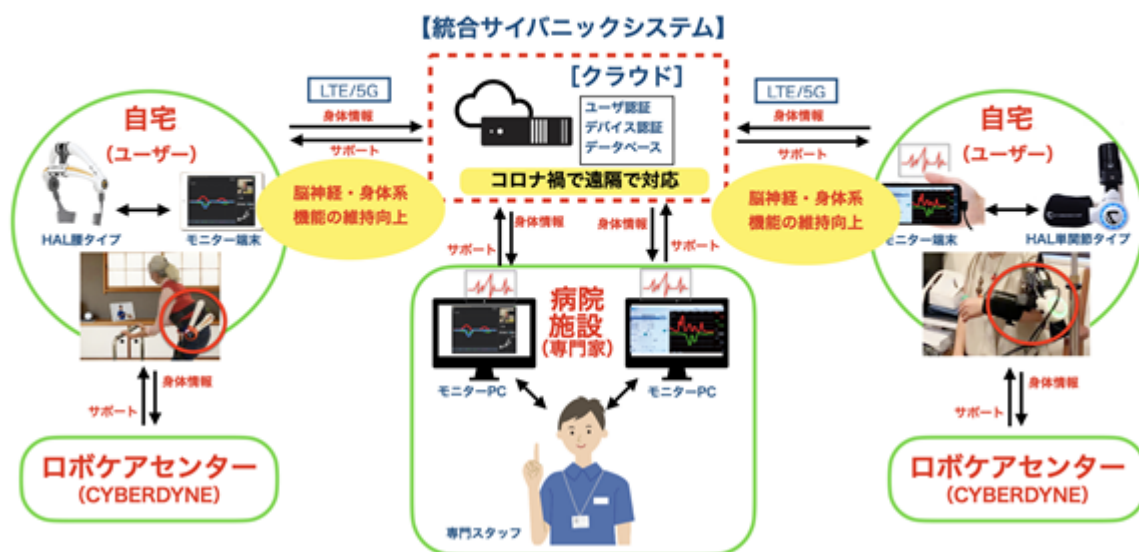 【統合サイバニックシステム】
[クラウド]
ユーザ認証
デバイス認証
データベース
コロナ禍で遠隔で対応
LTE/5G
身体情報
サポート
脳神経・身体系
機能の維持向上
自宅
(ユーザー)
HAL腰タイプ
モニター端末
身体情報
サポート
ロボケアセンター
(CYBERDYNE)
身体情報
サポート
身体情報
サポート
病院
施設
(専門家)
モニターPC
モニターPC
専門スタッフ
LTE/5G
身体情報
サポート
脳神経・身体系
機能の維持向上
自宅
(ユーザー)
モニター端末
HAL単関節タイプ
身体情報
サポート
ロボケアセンター
(CYBERDYNE)